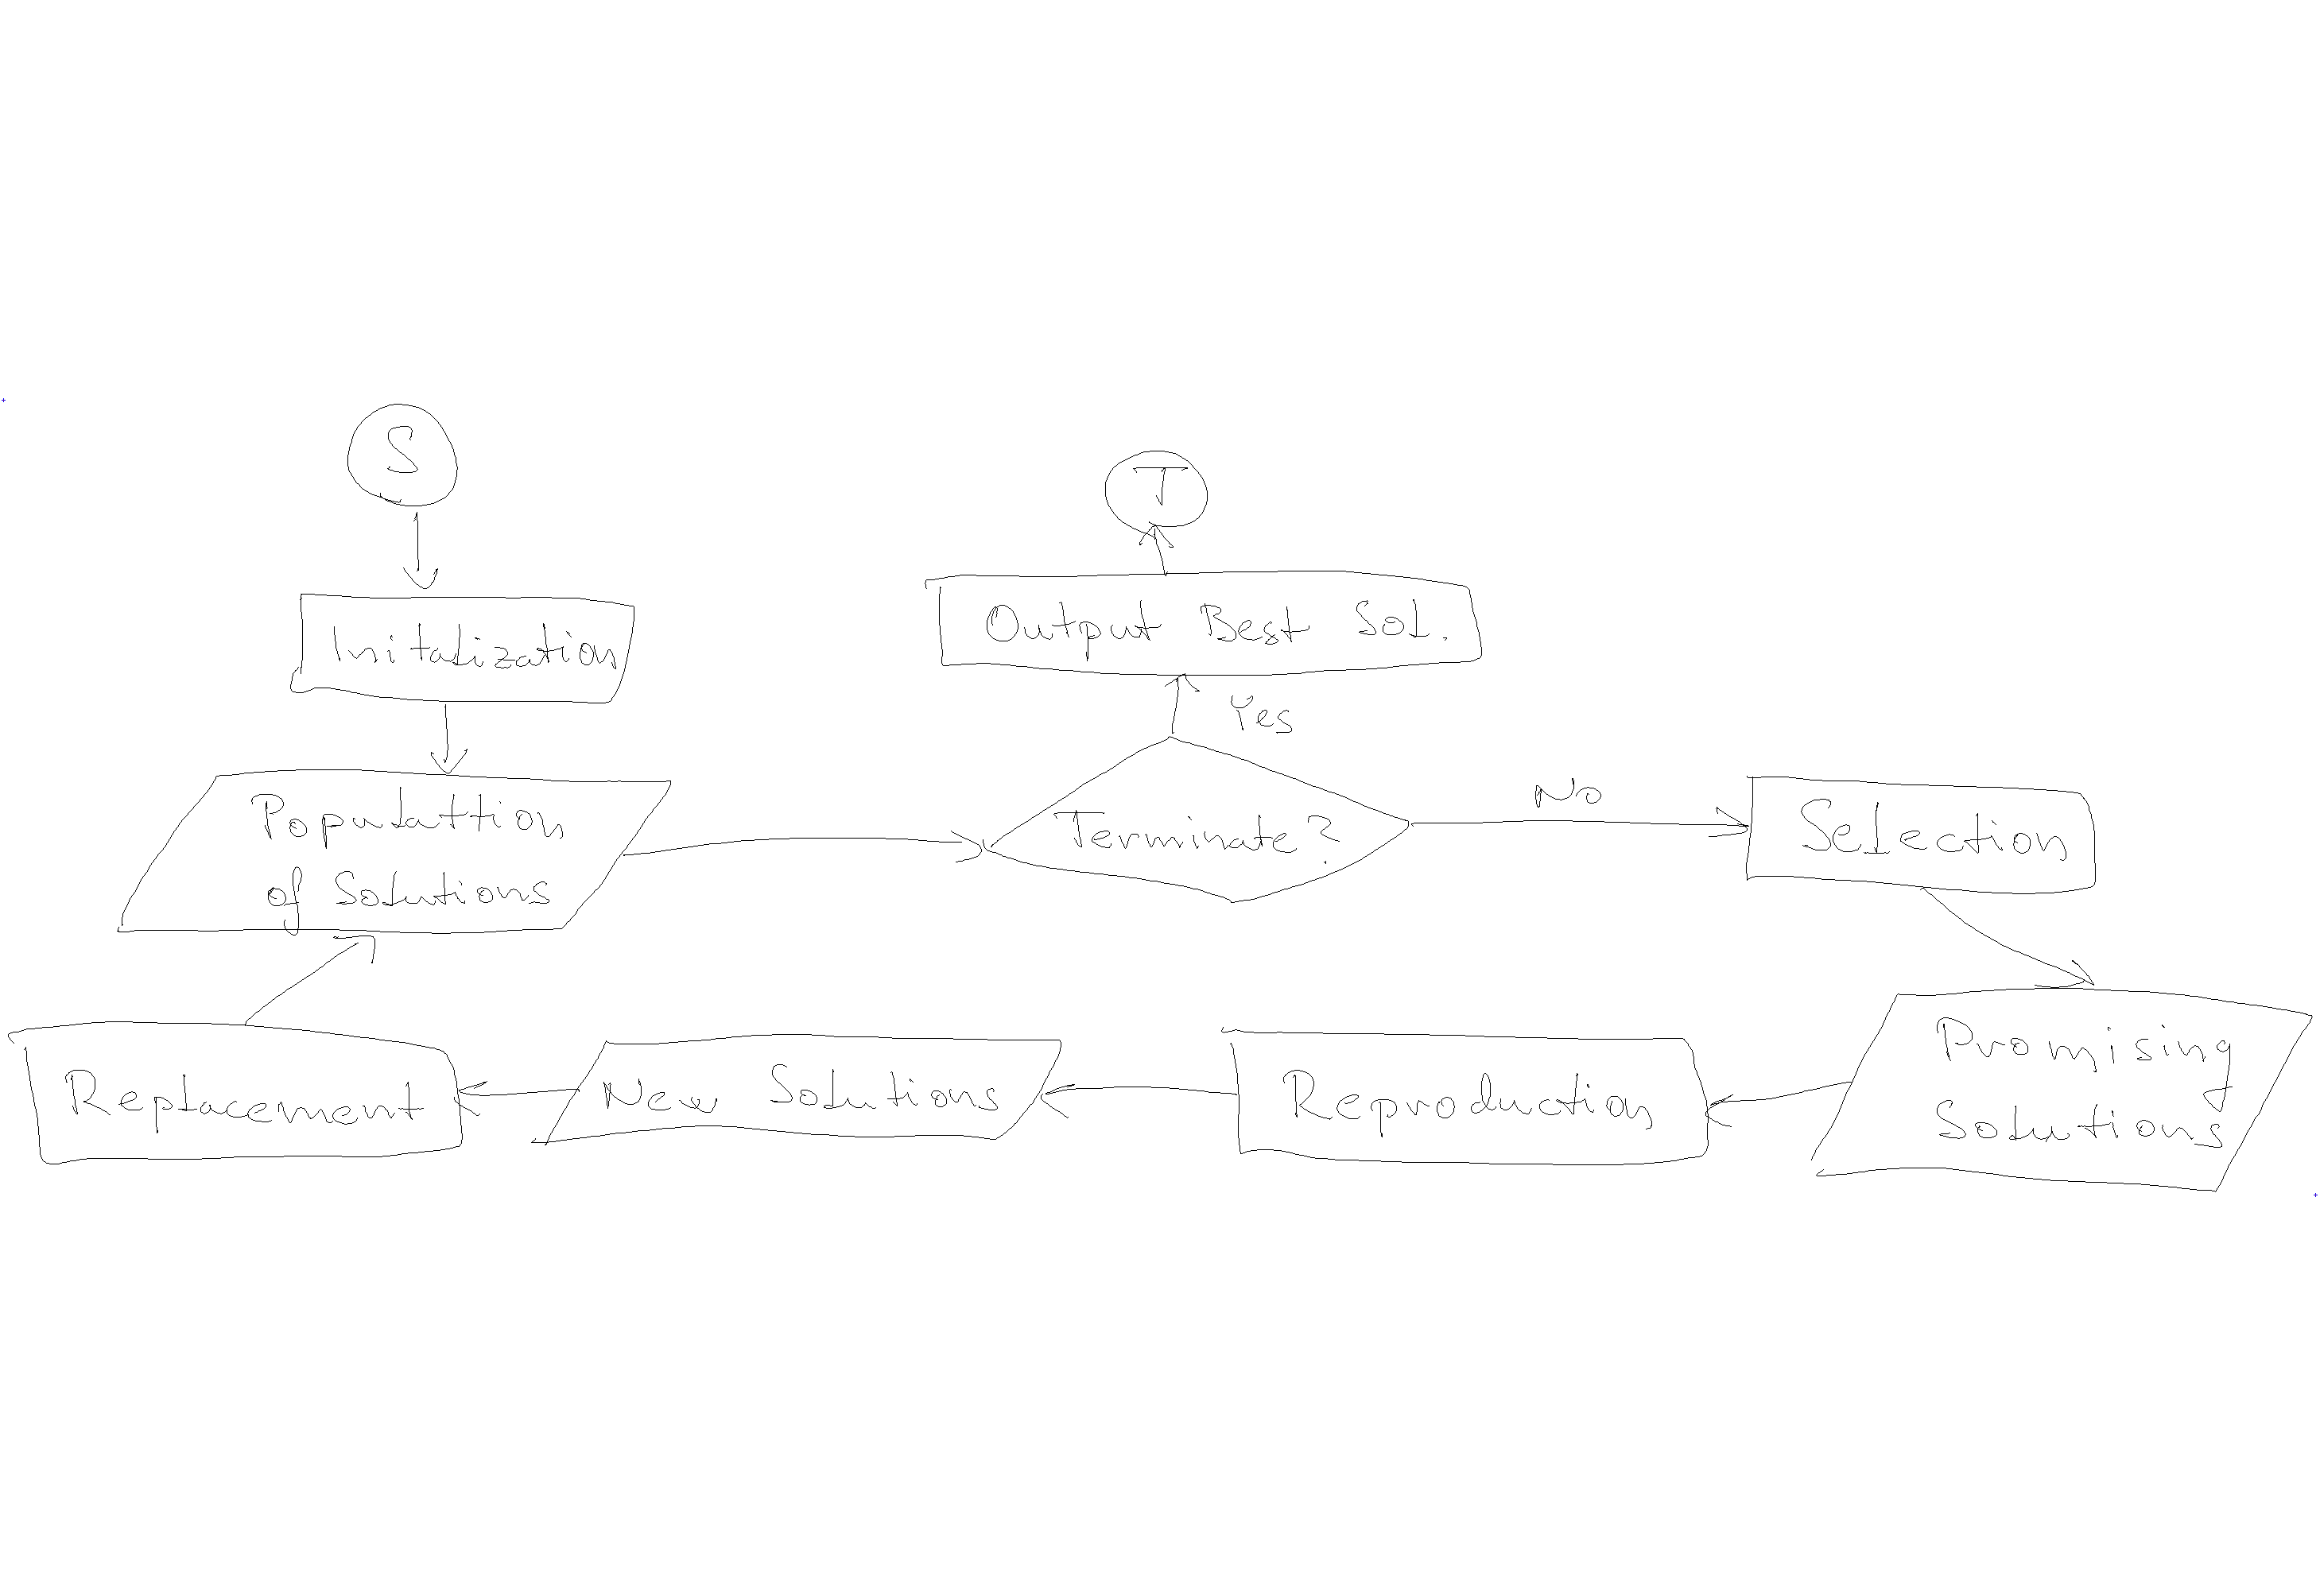 S
T
Initalization
Output Best Sol.
Yes
Populattion
of Solutions
Terminate?
No
Selection
Promising
Solutions
Reproduction
New Solutions
Replacement